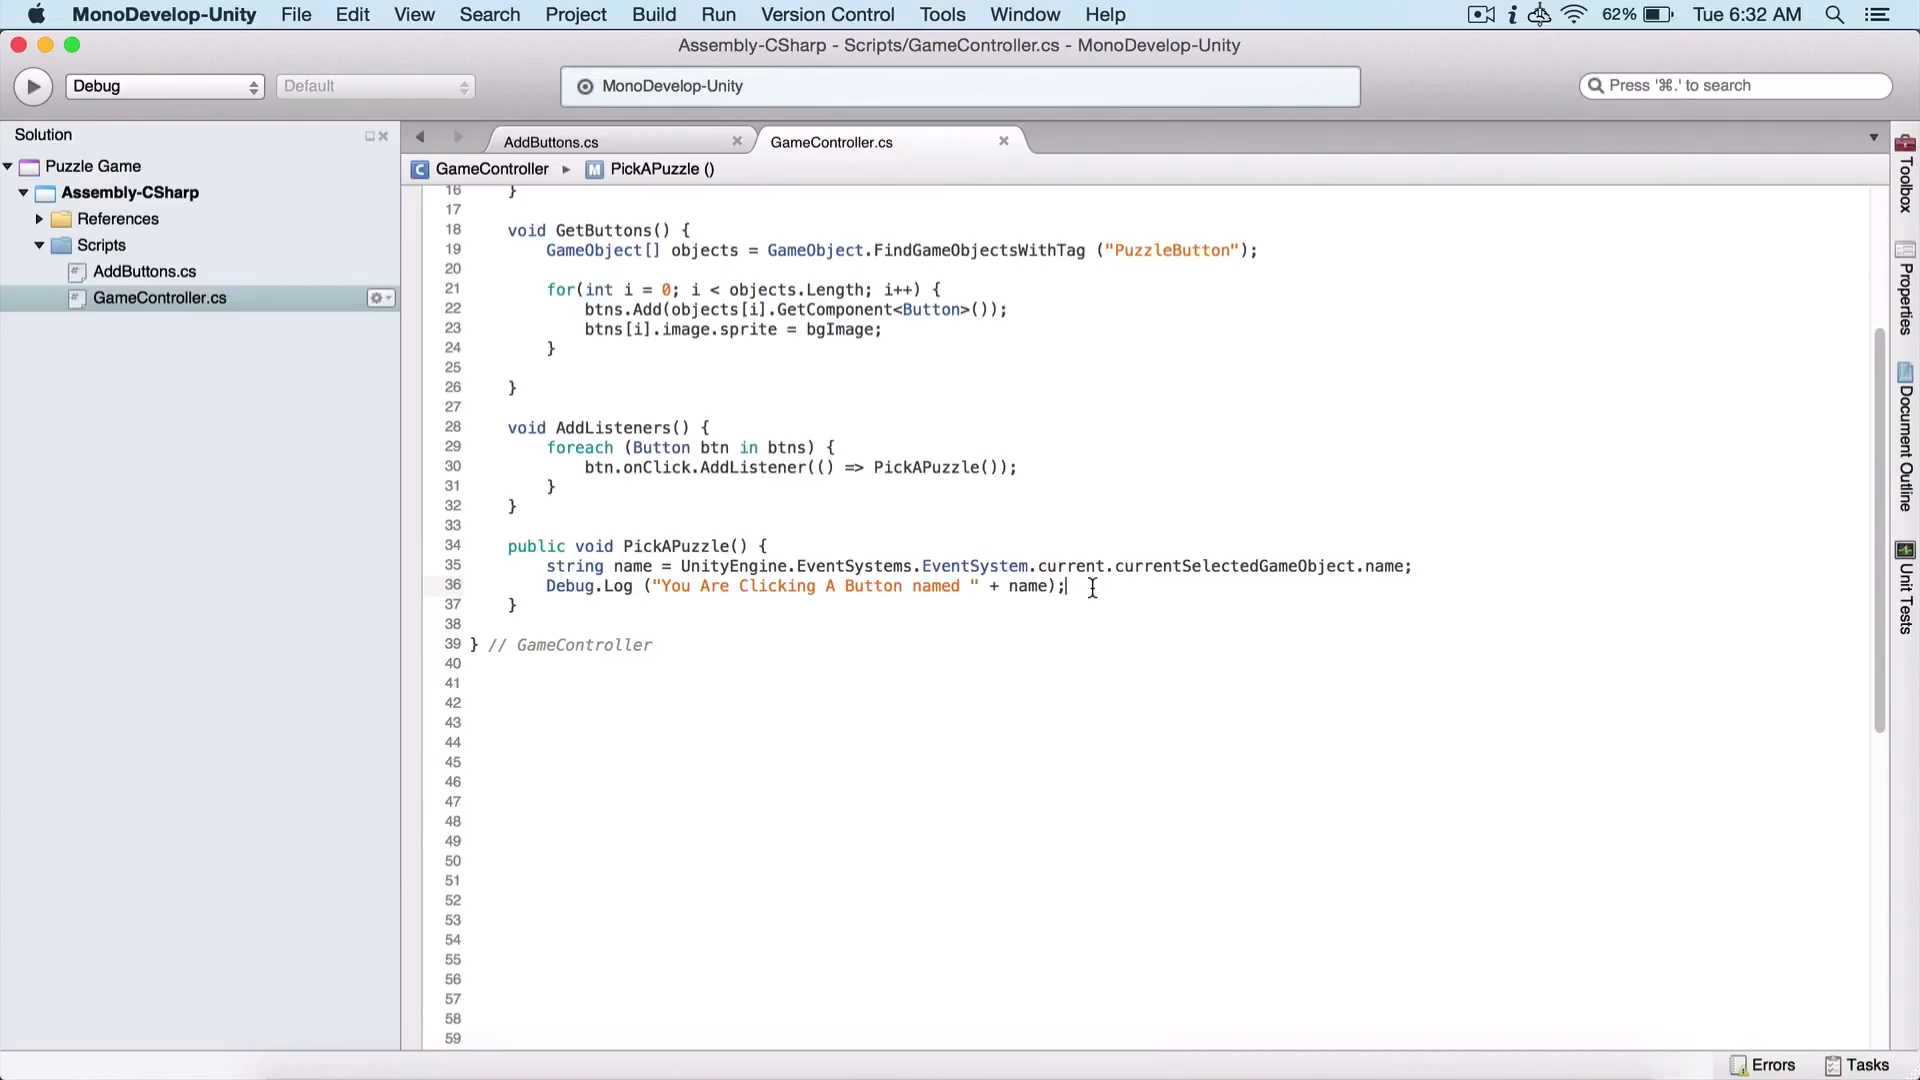 MonoDevelop-Unity File Edit View Search Project Build Run Version Control Tools Window Help 62% Tue 6:32 AM
Assembly-CSharp - Scripts/GameController.cs - MonoDevelop-Unity
Debug Default MonoDevelop-Unity Press '⌘.' to search
Solution
Puzzle Game
Assembly-CSharp
References
Scripts
AddButtons.cs
GameController.cs
AddButtons.cs GameController.cs
GameController PickAPuzzle ()
16 }
17
18 void GetButtons() {
19 GameObject[] objects = GameObject.FindGameObjectsWithTag ("PuzzleButton");
20
21 for(int i = 0; i < objects.Length; i++) {
22 btns.Add(objects[i].GetComponent<Button>());
23 btns[i].image.sprite = bgImage;
24 }
25
26 }
27
28 void AddListeners() {
29 foreach (Button btn in btns) {
30 btn.onClick.AddListener(() => PickAPuzzle());
31 }
32 }
33
34 public void PickAPuzzle() {
35 string name = UnityEngine.EventSystems.EventSystem.current.currentSelectedGameObject.name;
36 Debug.Log ("You Are Clicking A Button named " + name);
37 }
38
39 } // GameController
40
41
42
43
44
45
46
47
48
49
50
51
52
53
54
55
56
57
58
59
Toolbox
Properties
Document Outline
Unit Tests
Errors Tasks